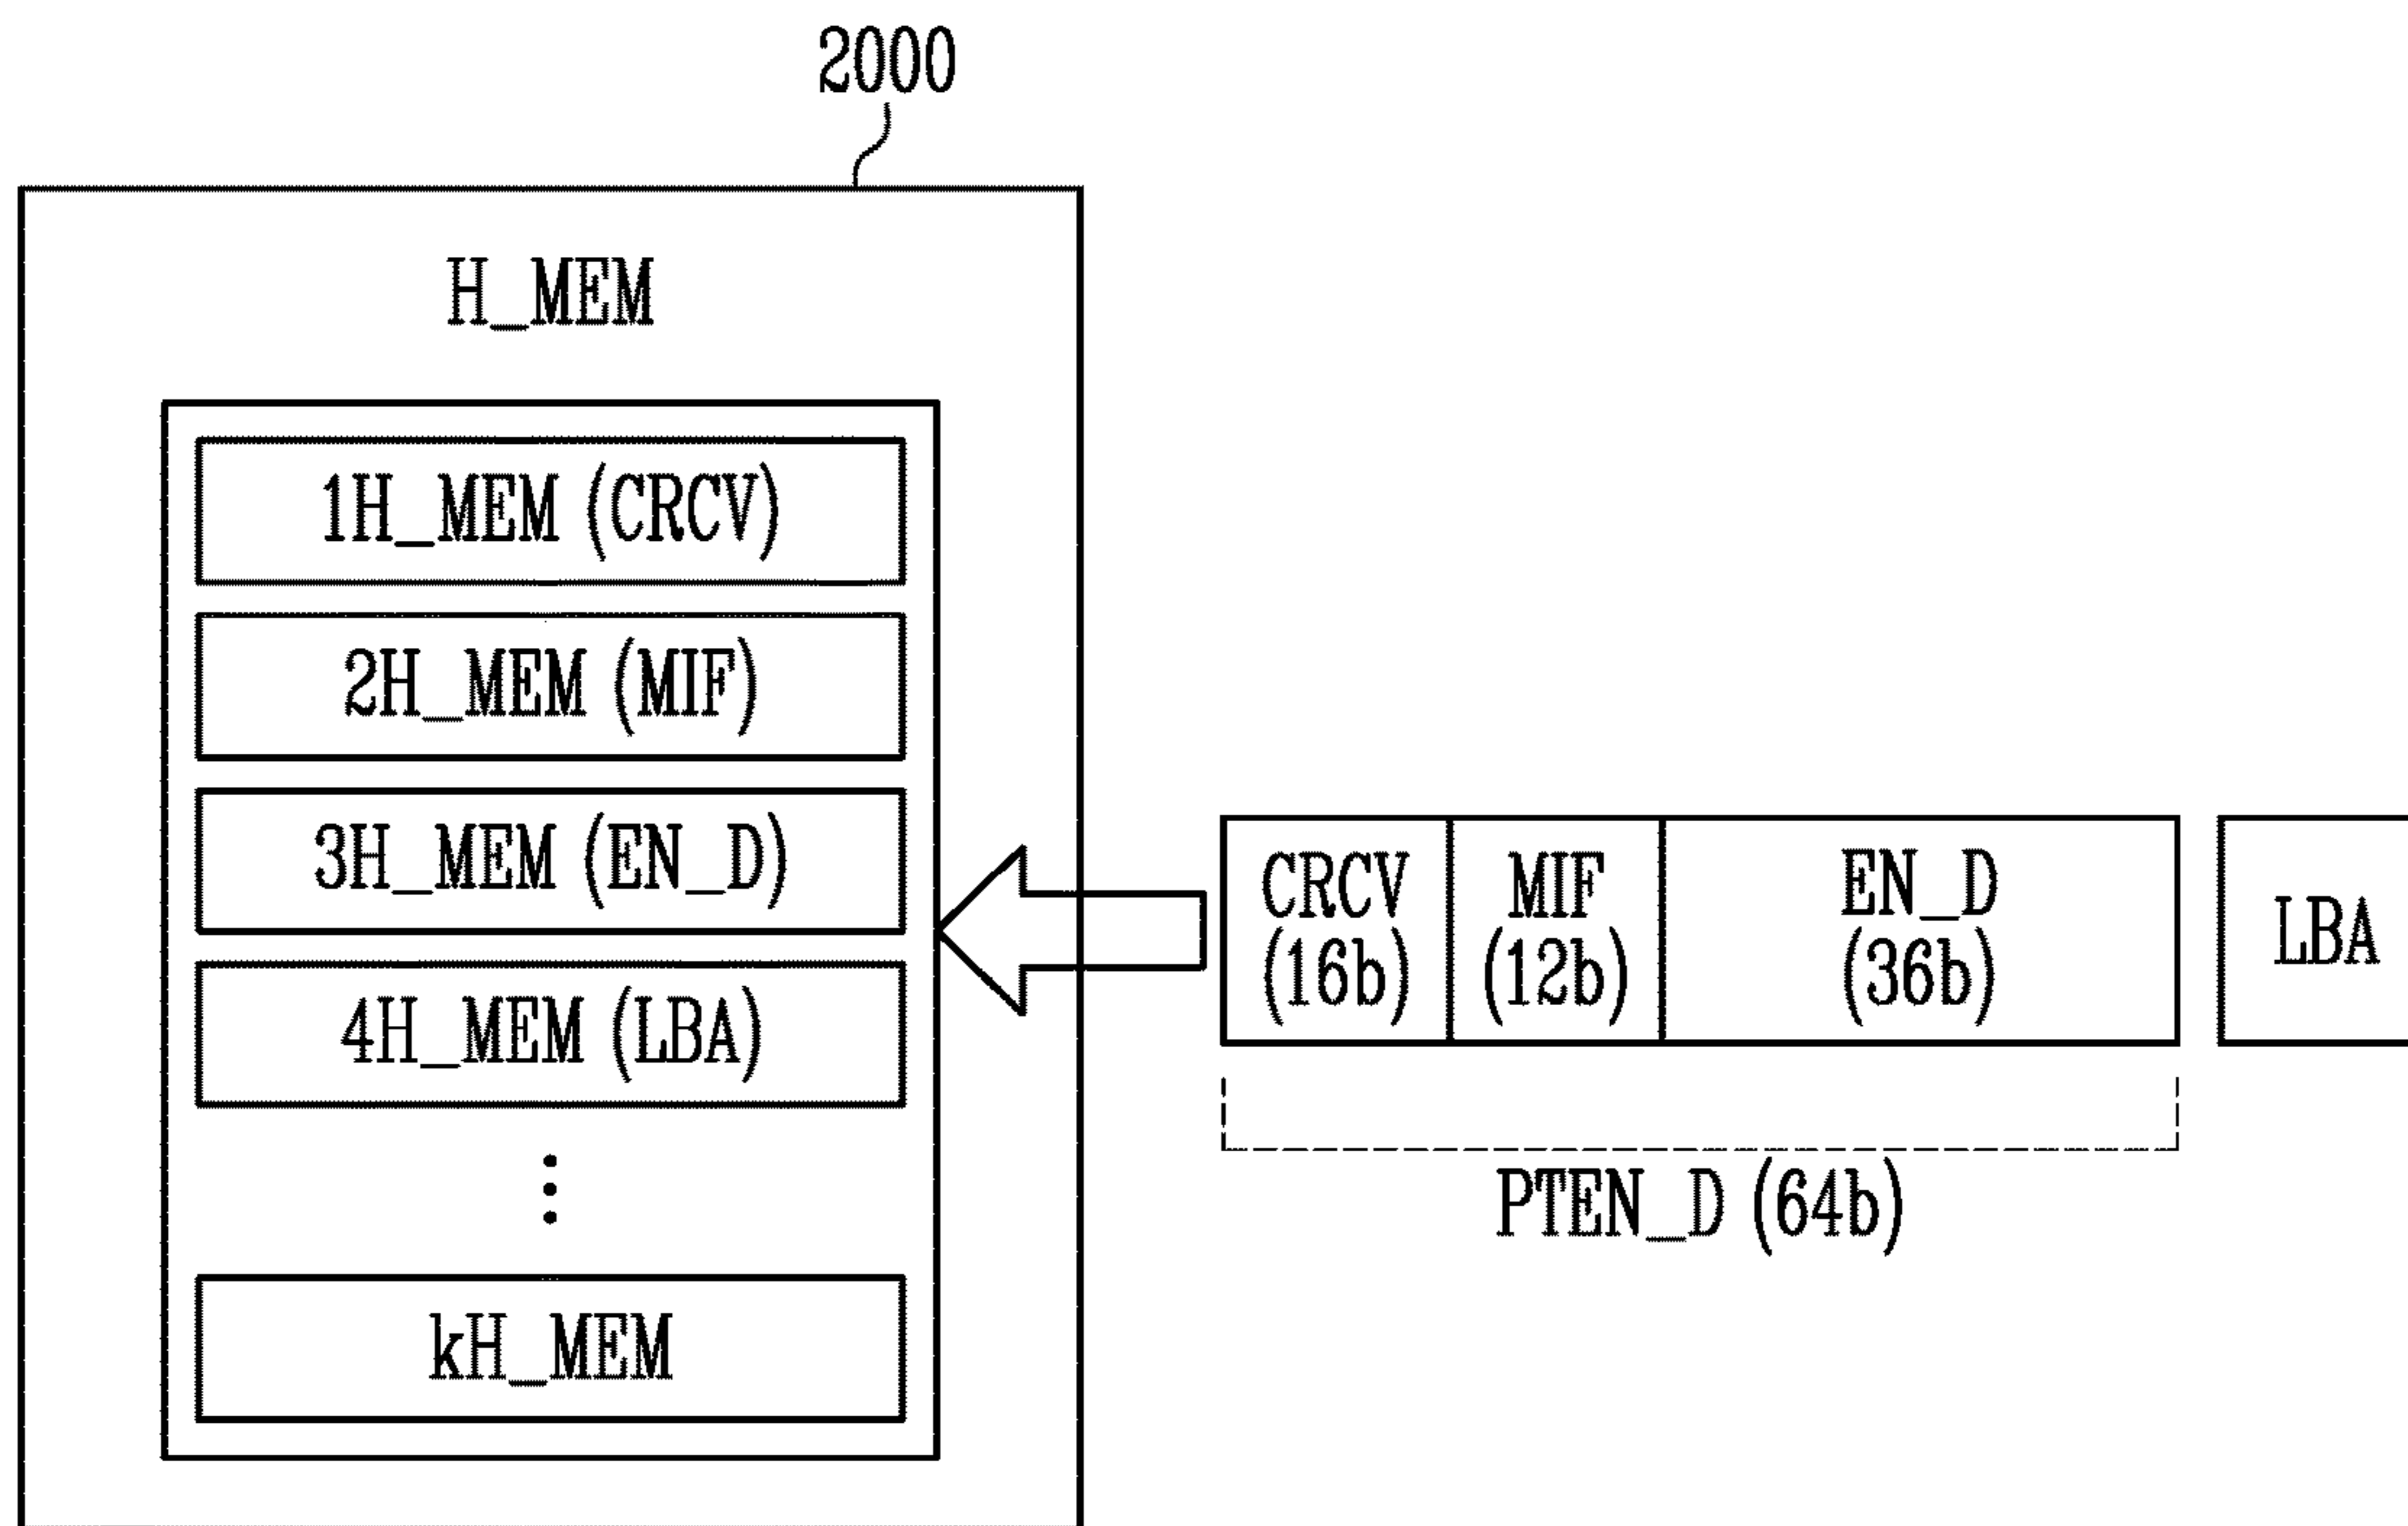 2000
H_MEM
1H_MEM (CRCV)
2H_MEM (MIF)
3H_MEM (EN_D)
4H_MEM (LBA)
kH_MEM
CRCV
(16b)
MIF
(12b)
EN_D
(36b)
LBA
PTEN_D (64b)